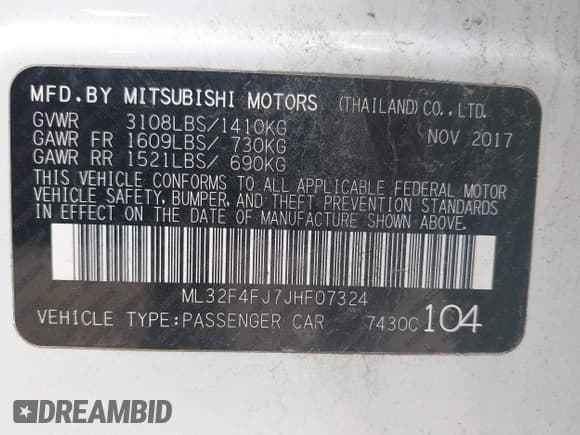 MFD.BY MITSUBISHI MOTORS (THAILAND)CO.,LTD.
GVWR 3108LBS/1410KG NOV 2017
GAWR FR 1609LBS/ 730KG
GAWR RR 1521LBS/ 690KG
THIS VEHICLE CONFORMS TO ALL APPLICABLE FEDERAL MOTOR
VEHICLE SAFETY, BUMPER, AND THEFT PREVENTION STANDARDS
IN EFFECT ON THE DATE OF MANUFACTURE SHOWN ABOVE.
ML32F4FJ7JHF07324
VEHICLE TYPE:PASSENGER CAR 7430C 104
DREAMBID